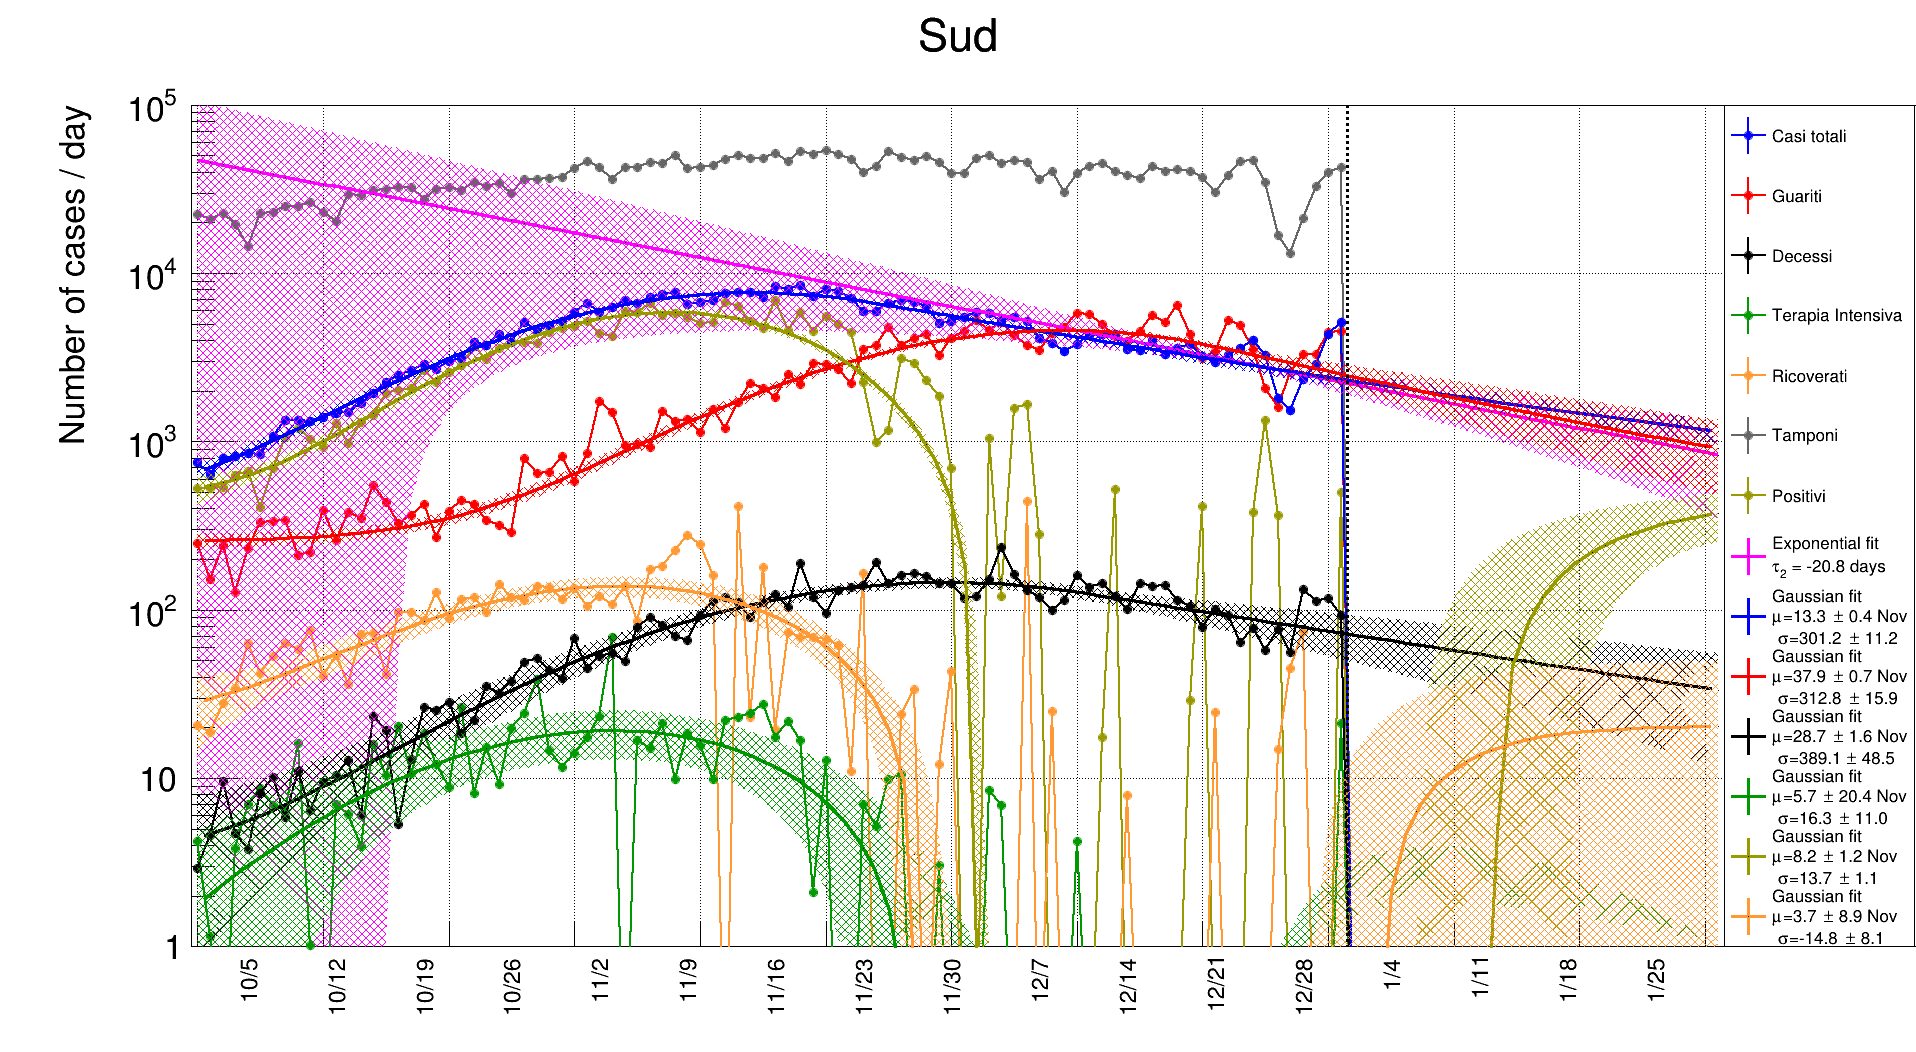 Sud
Number of cases / day
10^5
10^4
10^3
10^2
10
1
10/5
10/12
10/19
10/26
11/2
11/9
11/16
11/23
11/30
12/7
12/14
12/21
12/28
1/4
1/11
1/18
1/25
Casi totali
Guariti
Decessi
Terapia Intensiva
Ricoverati
Tamponi
Positivi
Exponential fit
τ₂ = -20.8 days
Gaussian fit
μ=13.3 ± 0.4 Nov
σ=301.2 ± 11.2
Gaussian fit
μ=37.9 ± 0.7 Nov
σ=312.8 ± 15.9
Gaussian fit
μ=28.7 ± 1.6 Nov
σ=389.1 ± 48.5
Gaussian fit
μ=5.7 ± 20.4 Nov
σ=16.3 ± 11.0
Gaussian fit
μ=8.2 ± 1.2 Nov
σ=13.7 ± 1.1
Gaussian fit
μ=3.7 ± 8.9 Nov
σ=-14.8 ± 8.1